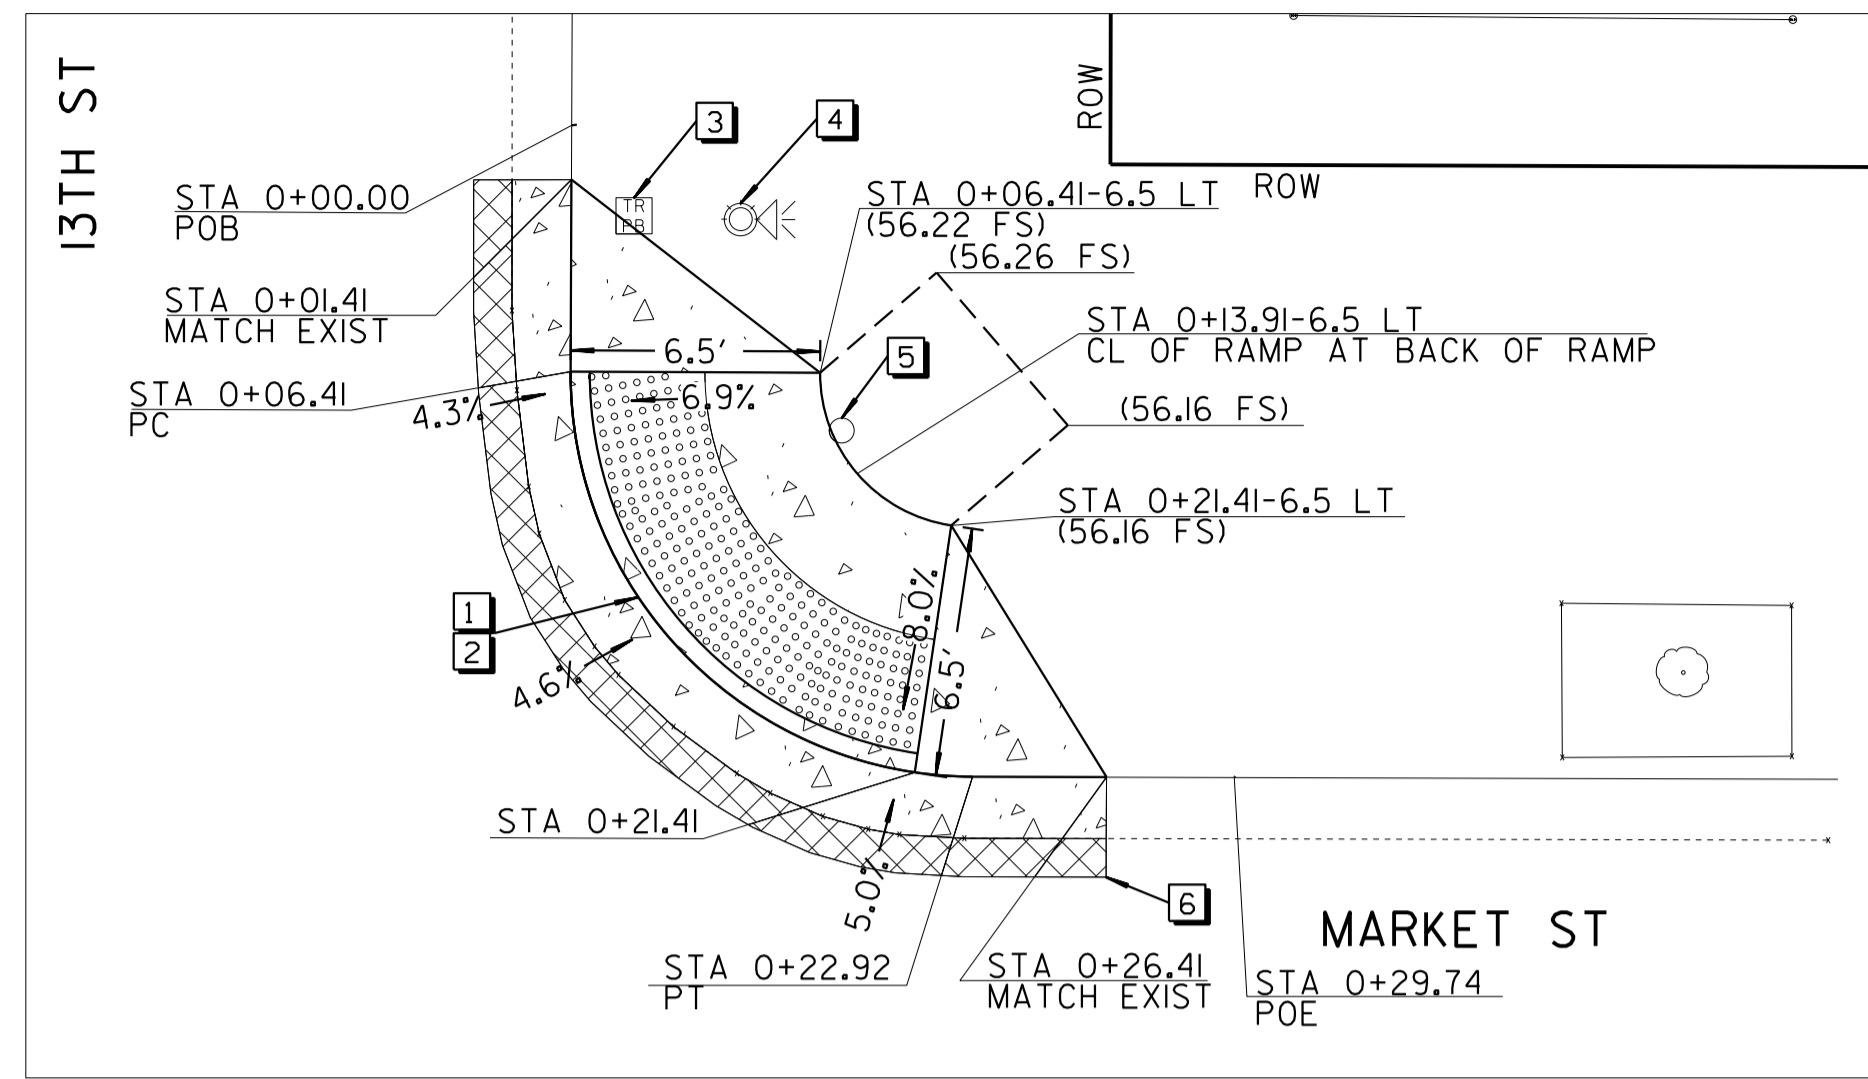 13TH ST
3
4
ROW
ROW
STA 0+00.00
POB
TR
PB
STA 0+06.41-6.5 LT
(56.22 FS)
(56.26 FS)
STA 0+01.41
MATCH EXIST
STA 0+13.91-6.5 LT
CL OF RAMP AT BACK OF RAMP
6.5'
5
STA 0+06.41
PC
4.3%
6.9%
(56.16 FS)
STA 0+21.41-6.5 LT
(56.16 FS)
1
2
4.6%
8.0%
6.5'
STA 0+21.41
5.0%
6
MARKET ST
STA 0+22.92
PT
STA 0+26.41
MATCH EXIST
STA 0+29.74
POE